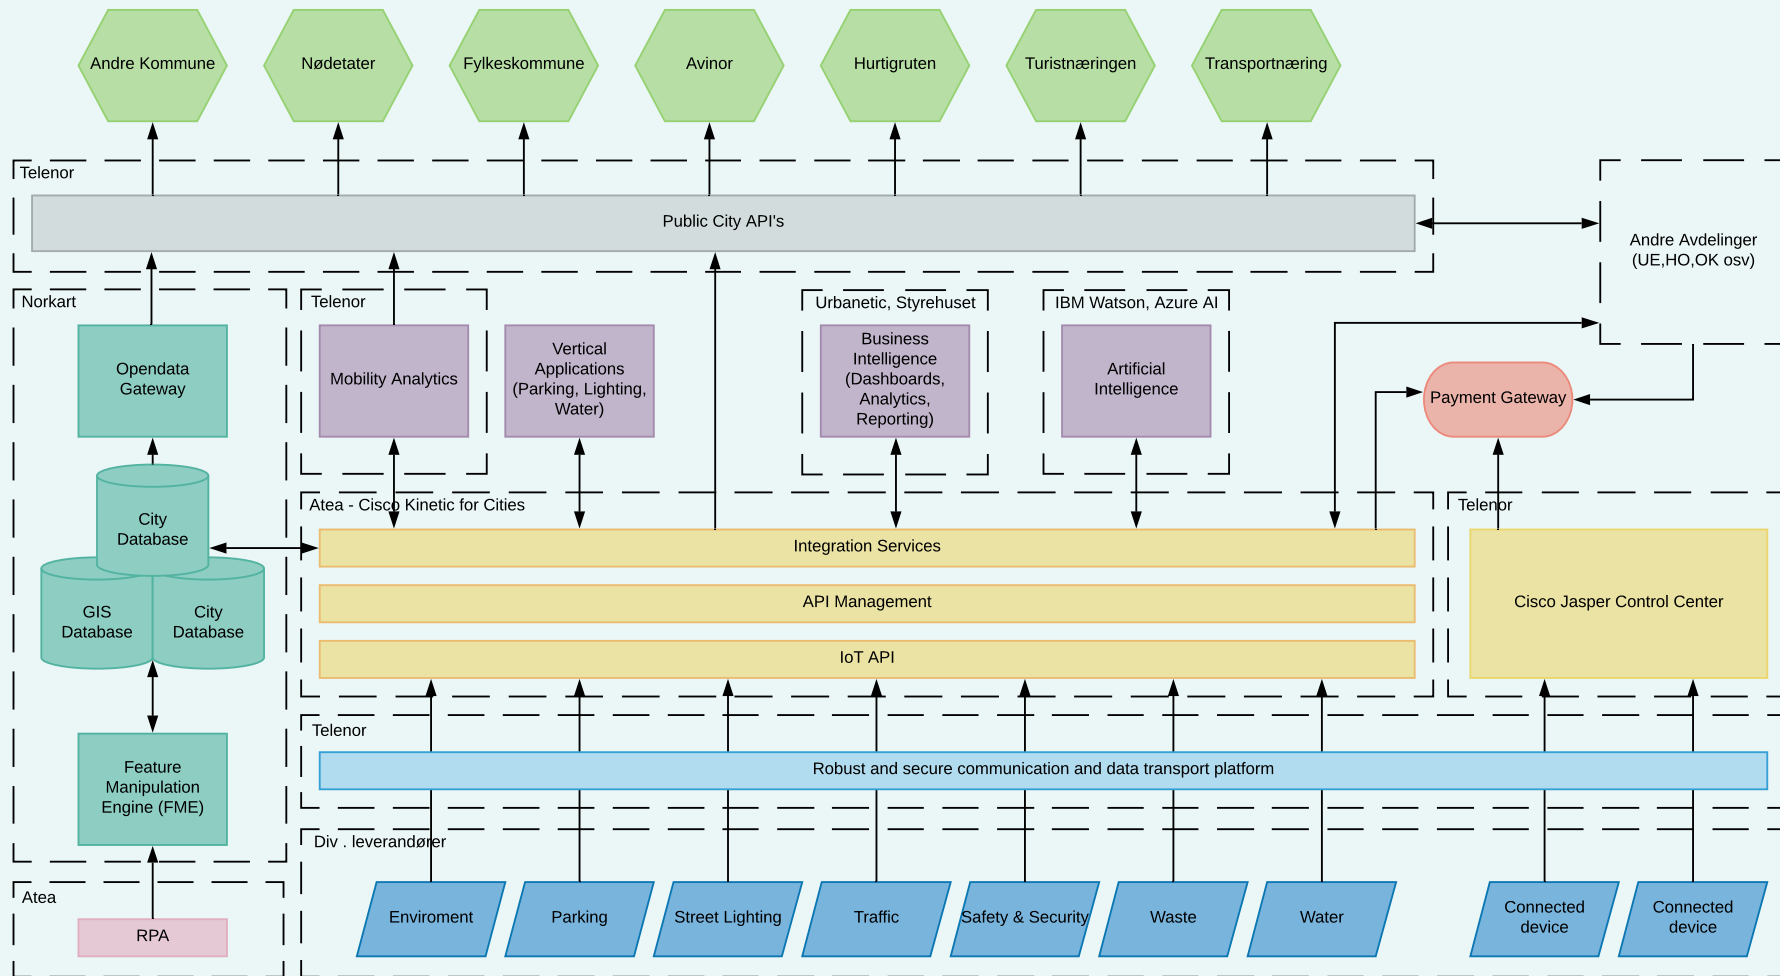 Andre Kommune
Nødetater
Fylkeskommune
Avinor
Hurtigruten
Turistnæringen
Transportnæring
Telenor
Public City API's
Andre Avdelinger
(UE,HO,OK osv)
Norkart
Telenor
Urbanetic, Styrehuset
IBM Watson, Azure AI
Opendata
Gateway
Mobility Analytics
Vertical
Applications
(Parking, Lighting,
Water)
Business
Intelligence
(Dashboards,
Analytics,
Reporting)
Artificial
Intelligence
Payment Gateway
Atea - Cisco Kinetic for Cities
Telenor
City
Database
Integration Services
GIS
Database
City
Database
API Management
Cisco Jasper Control Center
IoT API
Telenor
Robust and secure communication and data transport platform
Feature
Manipulation
Engine (FME)
Div . leverandører
Atea
RPA
Enviroment
Parking
Street Lighting
Traffic
Safety & Security
Waste
Water
Connected
device
Connected
device